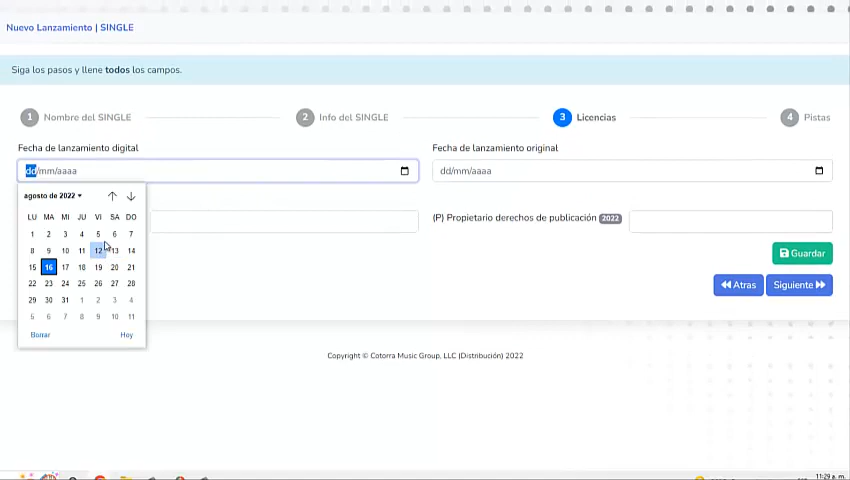 Nuevo Lanzamiento | SINGLE
Siga los pasos y llene todos los campos.
1 Nombre del SINGLE 2 Info del SINGLE 3 Licencias 4 Pistas
Fecha de lanzamiento digital Fecha de lanzamiento original
dd/mm/aaaa dd/mm/aaaa
agosto de 2022
LU MA MI JU VI SA DO
1 2 3 4 5 6 7
(P) Propietario derechos de publicación 2022
8 9 10 11 12 13 14
Guardar
15 16 17 18 19 20 21
22 23 24 25 26 27 28
Atras Siguiente
29 30 31 1 2 3 4
5 6 7 8 9 10 11
Borrar Hoy
Copyright © Cotorra Music Group, LLC (Distribución) 2022
11:29 a. m.